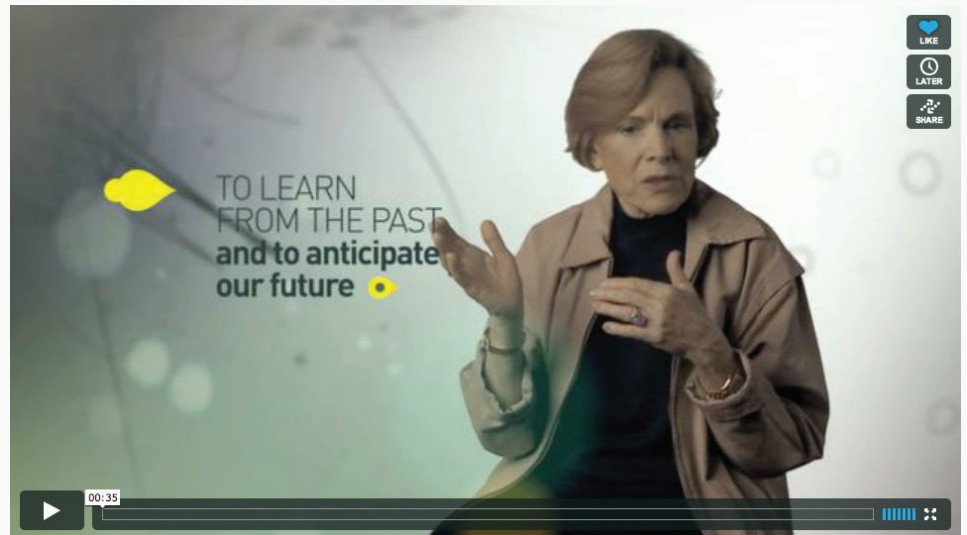 LIKE
LATER
SHARE
TO LEARN
FROM THE PAST
and to anticipate
our future
00:35